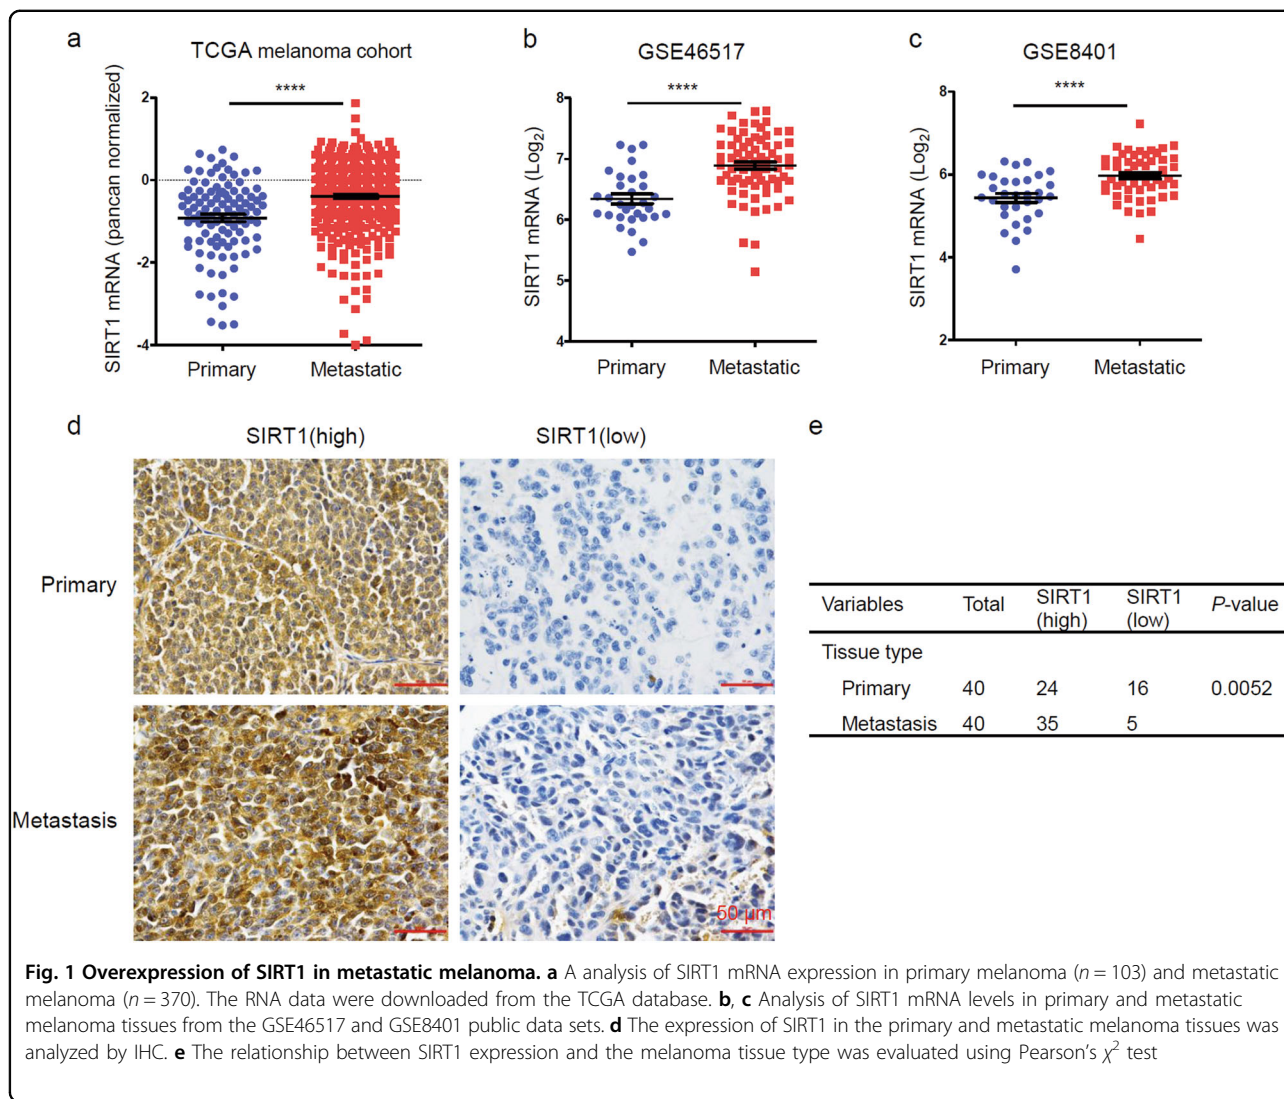 a
TCGA melanoma cohort
****
SIRT1 mRNA (pancan normalized)
2
0
-2
-4
Primary
Metastatic
b
GSE46517
****
SIRT1 mRNA (Log2)
8
7
6
5
4
Primary
Metastatic
c
GSE8401
****
SIRT1 mRNA (Log2)
8
6
4
2
Primary
Metastatic
d
SIRT1(high)
SIRT1(low)
Primary
Metastasis
50 μm
e
Variables Total SIRT1 (high) SIRT1 (low) P-value
Tissue type
Primary 40 24 16 0.0052
Metastasis 40 35 5
Fig. 1 Overexpression of SIRT1 in metastatic melanoma. a A analysis of SIRT1 mRNA expression in primary melanoma (n = 103) and metastatic
melanoma (n = 370). The RNA data were downloaded from the TCGA database. b, c Analysis of SIRT1 mRNA levels in primary and metastatic
melanoma tissues from the GSE46517 and GSE8401 public data sets. d The expression of SIRT1 in the primary and metastatic melanoma tissues was
analyzed by IHC. e The relationship between SIRT1 expression and the melanoma tissue type was evaluated using Pearson's χ2 test